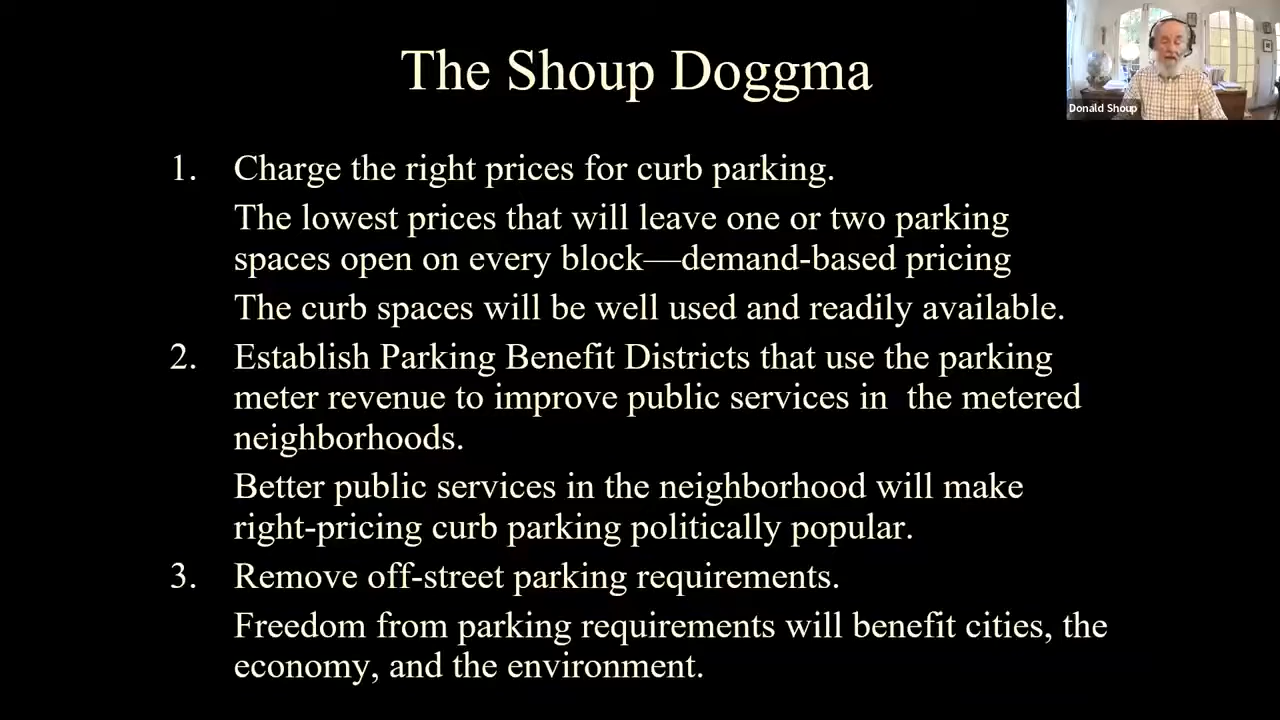 The Shoup Doggma
Donald Shoup
1. Charge the right prices for curb parking.
The lowest prices that will leave one or two parking
spaces open on every block—demand-based pricing
The curb spaces will be well used and readily available.
2. Establish Parking Benefit Districts that use the parking
meter revenue to improve public services in  the metered
neighborhoods.
Better public services in the neighborhood will make
right-pricing curb parking politically popular.
3. Remove off-street parking requirements.
Freedom from parking requirements will benefit cities, the
economy, and the environment.